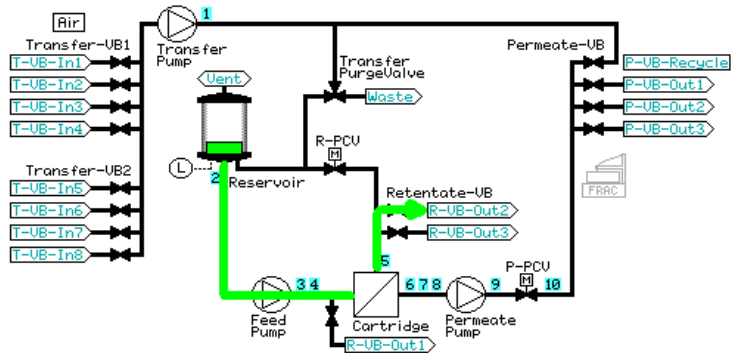 Air
1
Transfer
Pump
Transfer-VB1
T-VB-In1
T-VB-In2
T-VB-In3
T-VB-In4
Transfer-VB2
T-VB-In5
T-VB-In6
T-VB-In7
T-VB-In8
Vent
Transfer
PurgeValve
Waste
R-PCV
M
L
2
Reservoir
Permeate-VB
P-VB-Recycle
P-VB-Out1
P-VB-Out2
P-VB-Out3
FRAC
Retentate-VB
R-VB-Out2
R-VB-Out3
5
3 4
Feed
Pump
Cartridge
R-VB-Out1
6 7 8
Permeate
Pump
9
P-PCV
M
10